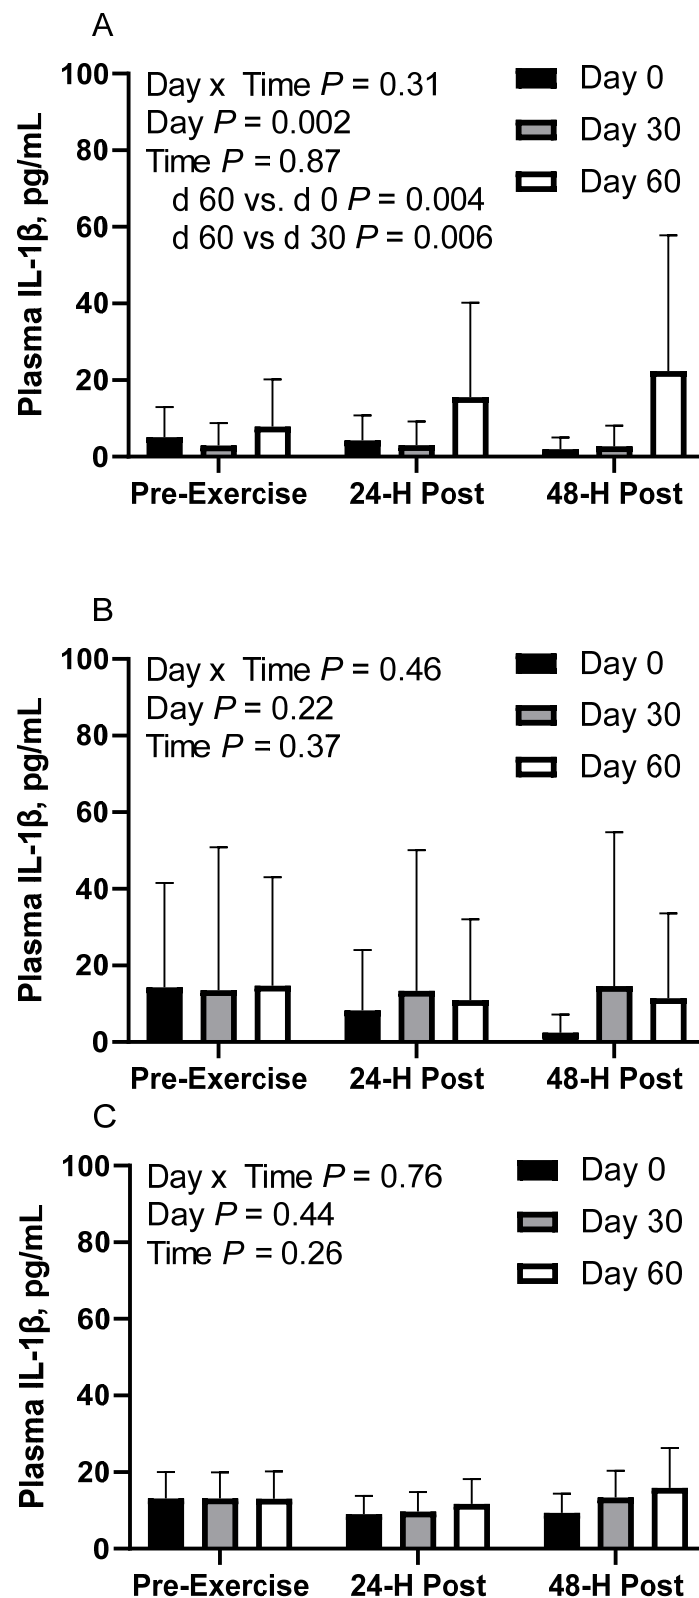 A
Day x Time P = 0.31
Day P = 0.002
Time P = 0.87
d 60 vs. d 0 P = 0.004
d 60 vs d 30 P = 0.006
Day 0
Day 30
Day 60
Plasma IL-1β, pg/mL
100
80
60
40
20
0
Pre-Exercise 24-H Post 48-H Post
B
Day x Time P = 0.46
Day P = 0.22
Time P = 0.37
Day 0
Day 30
Day 60
Plasma IL-1β, pg/mL
100
80
60
40
20
0
Pre-Exercise 24-H Post 48-H Post
C
Day x Time P = 0.76
Day P = 0.44
Time P = 0.26
Day 0
Day 30
Day 60
Plasma IL-1β, pg/mL
100
80
60
40
20
0
Pre-Exercise 24-H Post 48-H Post